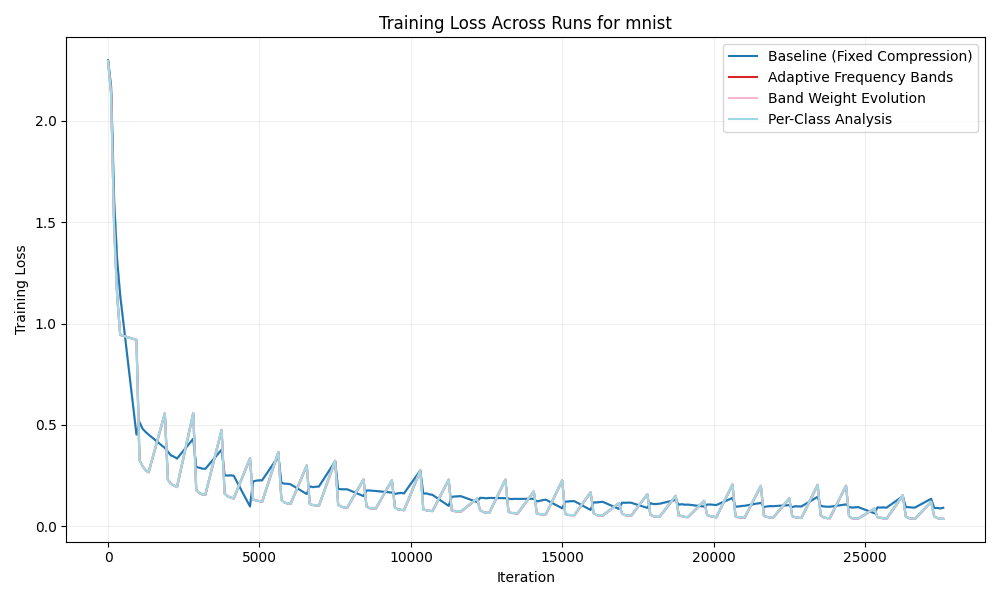 Training Loss Across Runs for mnist
Training Loss
2.0
1.5
1.0
0.5
0.0
Baseline (Fixed Compression)
Adaptive Frequency Bands
Band Weight Evolution
Per-Class Analysis
0
5000
10000
15000
20000
25000
Iteration